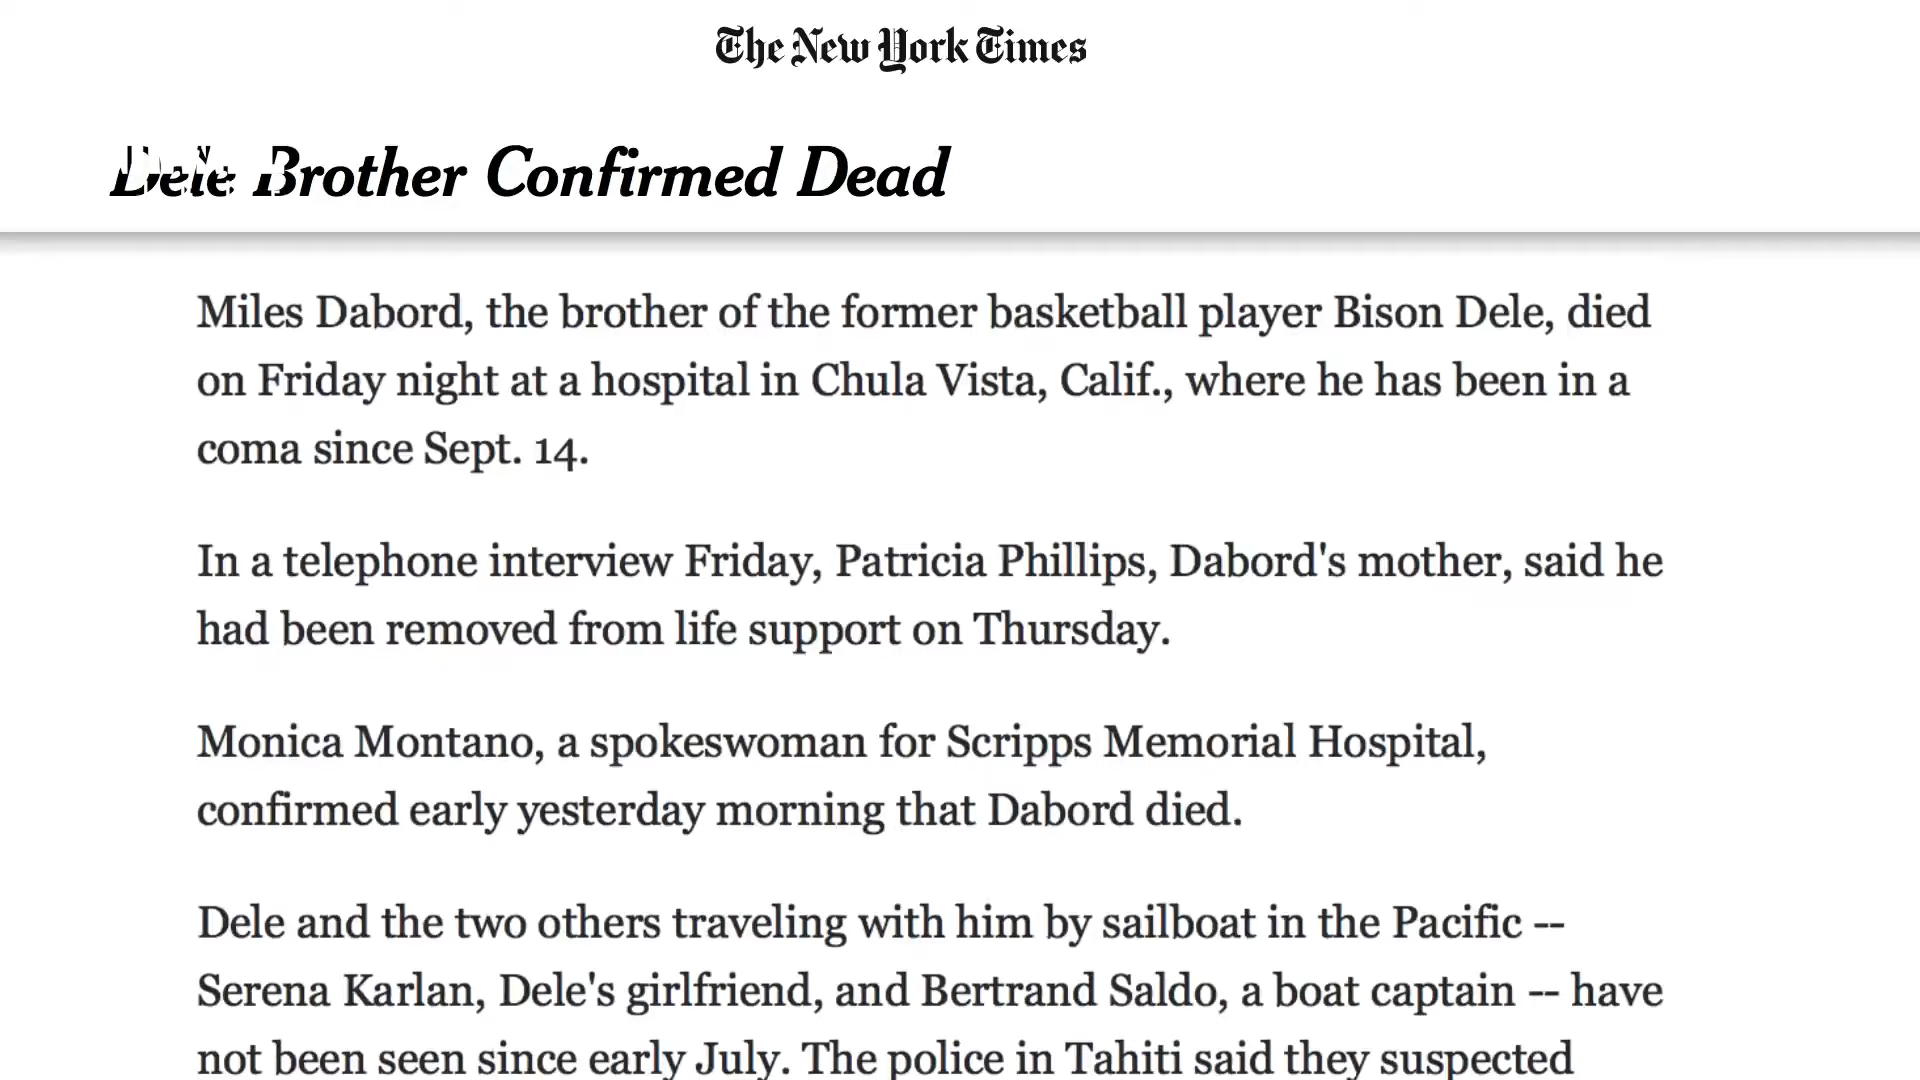 The New York Times
Dele Brother Confirmed Dead
Miles Dabord, the brother of the former basketball player Bison Dele, died
on Friday night at a hospital in Chula Vista, Calif., where he has been in a
coma since Sept. 14.
In a telephone interview Friday, Patricia Phillips, Dabord's mother, said he
had been removed from life support on Thursday.
Monica Montano, a spokeswoman for Scripps Memorial Hospital,
confirmed early yesterday morning that Dabord died.
Dele and the two others traveling with him by sailboat in the Pacific --
Serena Karlan, Dele's girlfriend, and Bertrand Saldo, a boat captain -- have
not been seen since early July. The police in Tahiti said they suspected